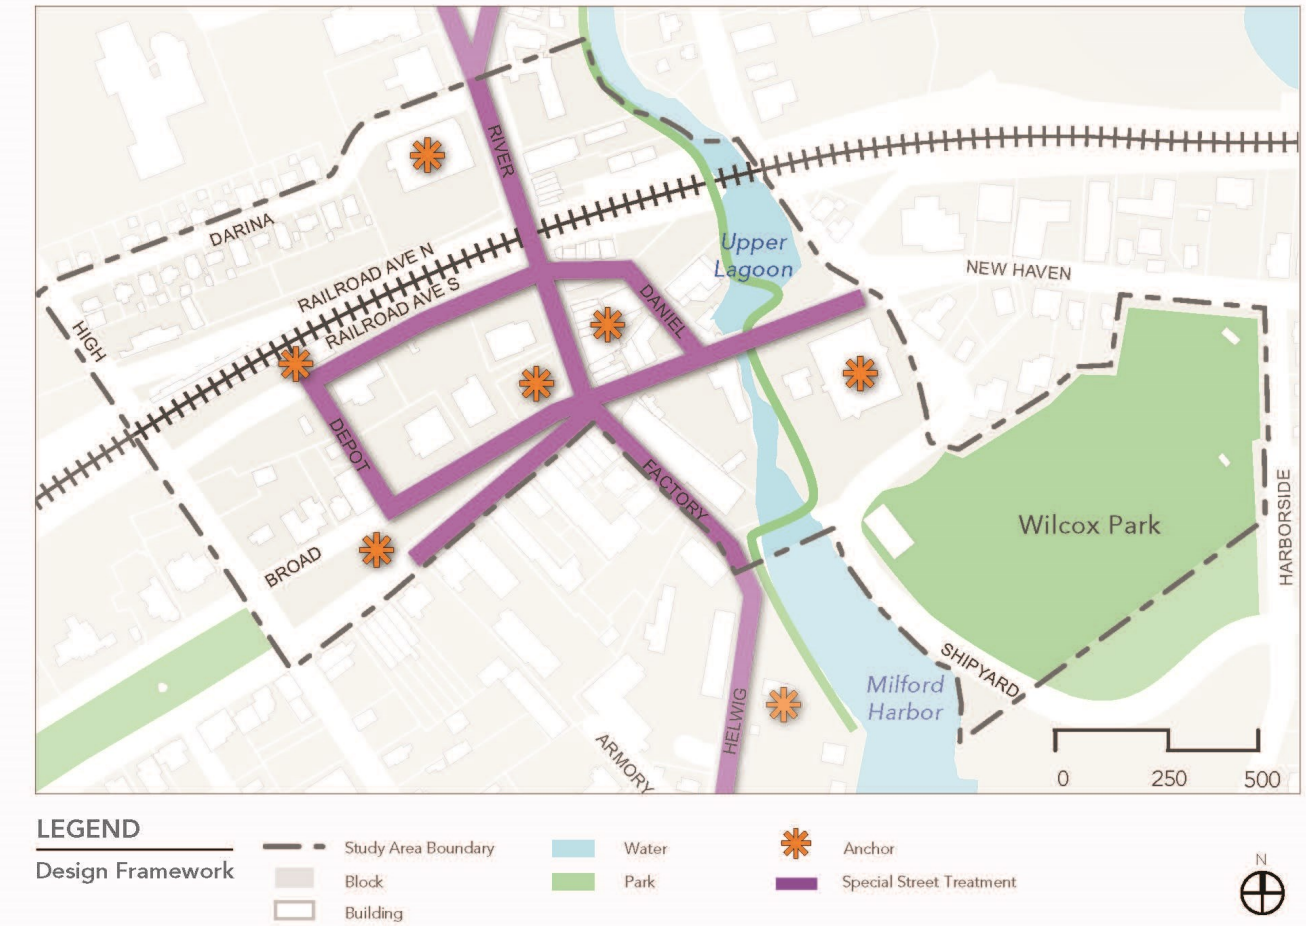 RIVER
DARINA
RAILROAD AVE N
RAILROAD AVE S
HIGH
Upper
Lagoon
NEW HAVEN
DANIEL
DEPOT
FACTORY
BROAD
Wilcox Park
HARBORSIDE
SHIPYARD
Milford
Harbor
HELWIG
ARMORY
0 250 500
LEGEND
Design Framework
Study Area Boundary
Block
Building
Water
Park
Anchor
Special Street Treatment
N